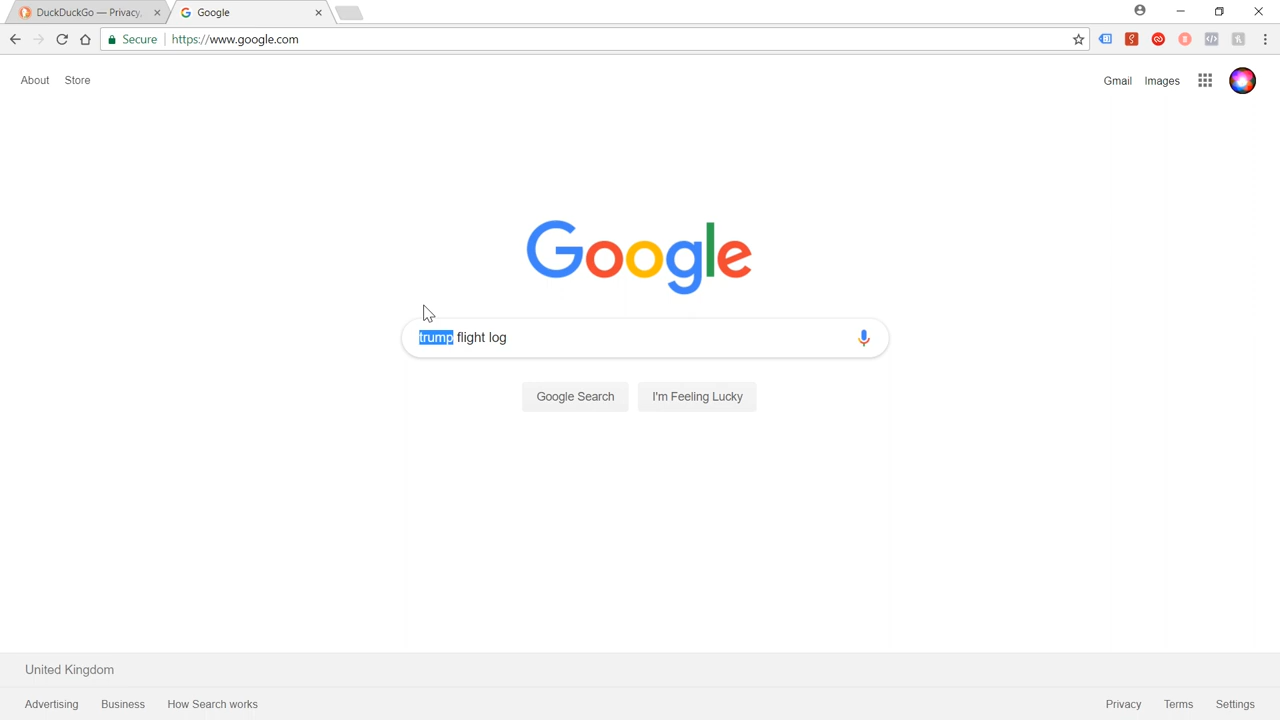 DuckDuckGo — Privacy,
Google
Secure
https://www.google.com
About
Store
Gmail
Images
Google
trump flight log
Google Search
I'm Feeling Lucky
United Kingdom
Advertising
Business
How Search works
Privacy
Terms
Settings